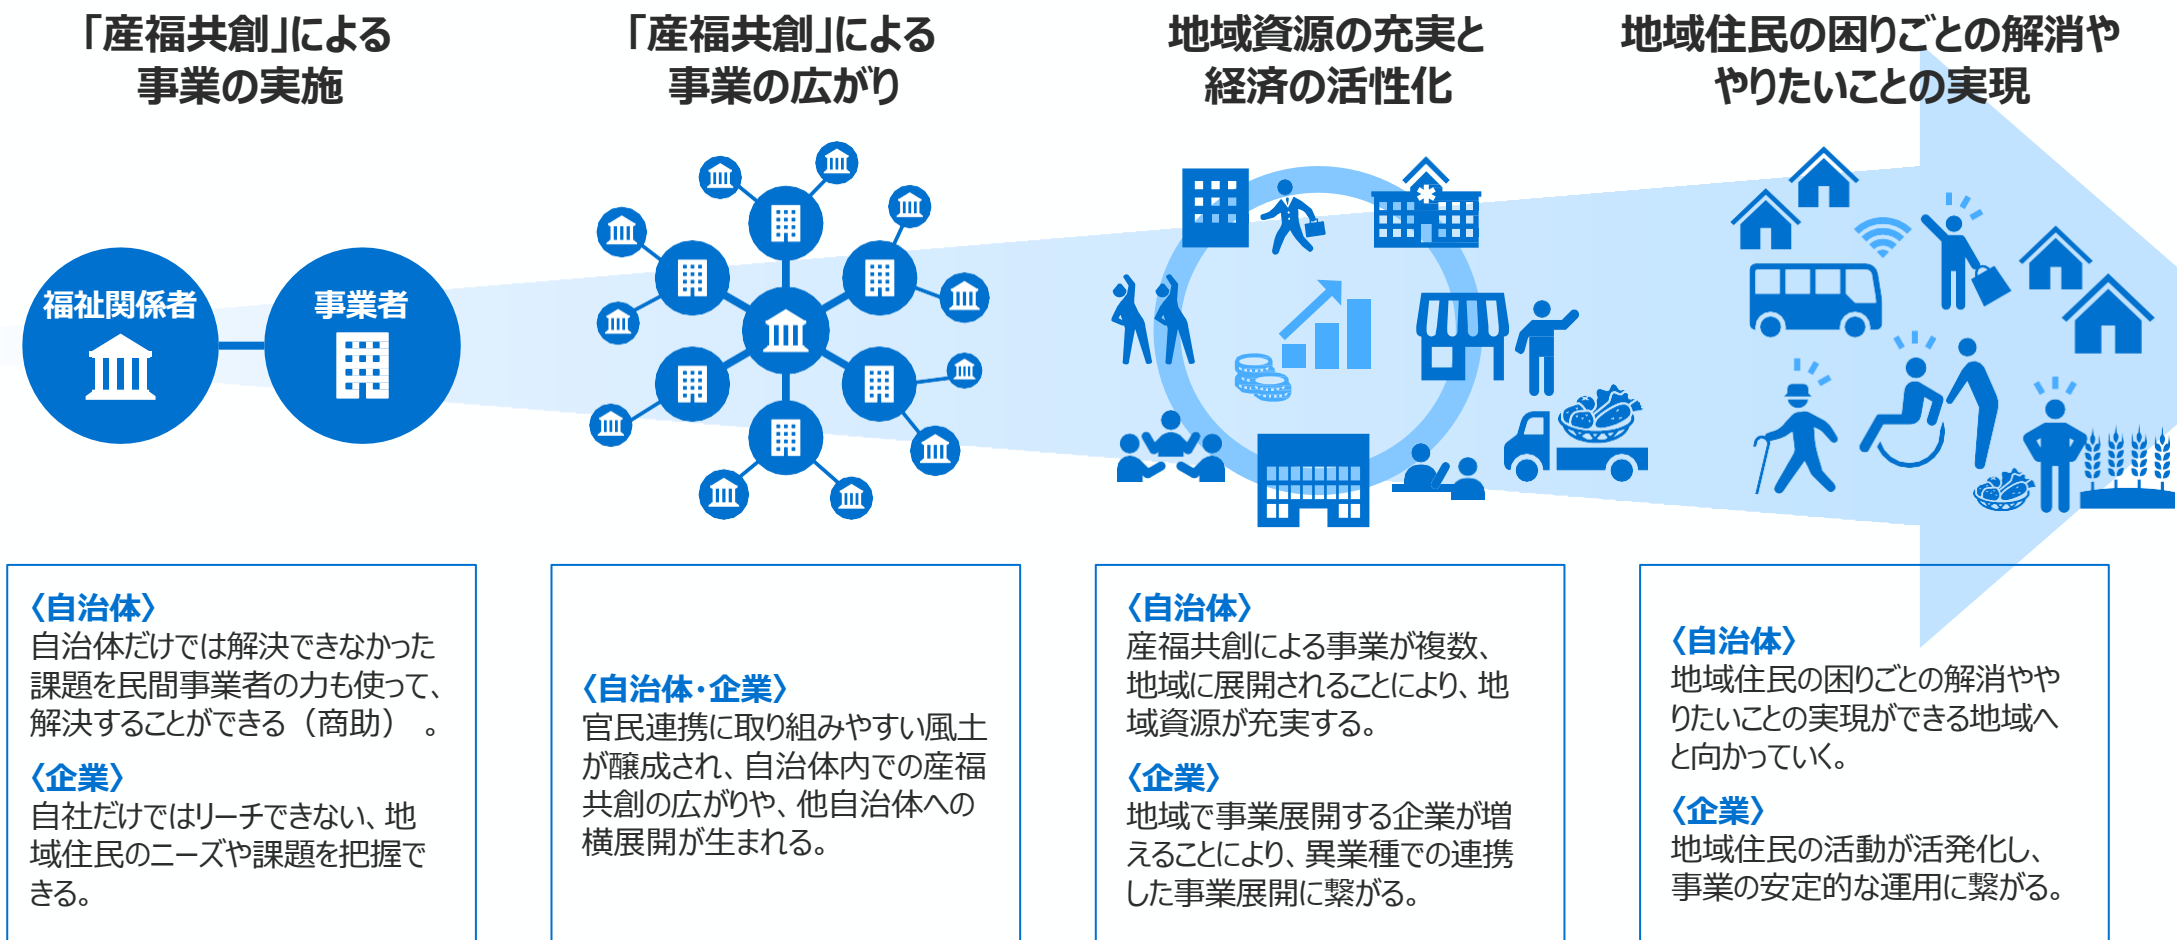 「産福共創」による
事業の実施
「産福共創」による
事業の広がり
地域資源の充実と
経済の活性化
地域住民の困りごとの解消や
やりたいことの実現
福祉関係者
事業者
〈自治体〉
自治体だけでは解決できなかった
課題を民間事業者の力も使って、
解決することができる（商助） 。
〈企業〉
自社だけではリーチできない、地
域住民のニーズや課題を把握で
きる。
〈自治体・企業〉
官民連携に取り組みやすい風土
が醸成され、自治体内での産福
共創の広がりや、他自治体への
横展開が生まれる。
〈自治体〉
産福共創による事業が複数、
地域に展開されることにより、地
域資源が充実する。
〈企業〉
地域で事業展開する企業が増
えることにより、異業種での連携
した事業展開に繋がる。
〈自治体〉
地域住民の困りごとの解消やや
りたいことの実現ができる地域へ
と向かっていく。
〈企業〉
地域住民の活動が活発化し、
事業の安定的な運用に繋がる。